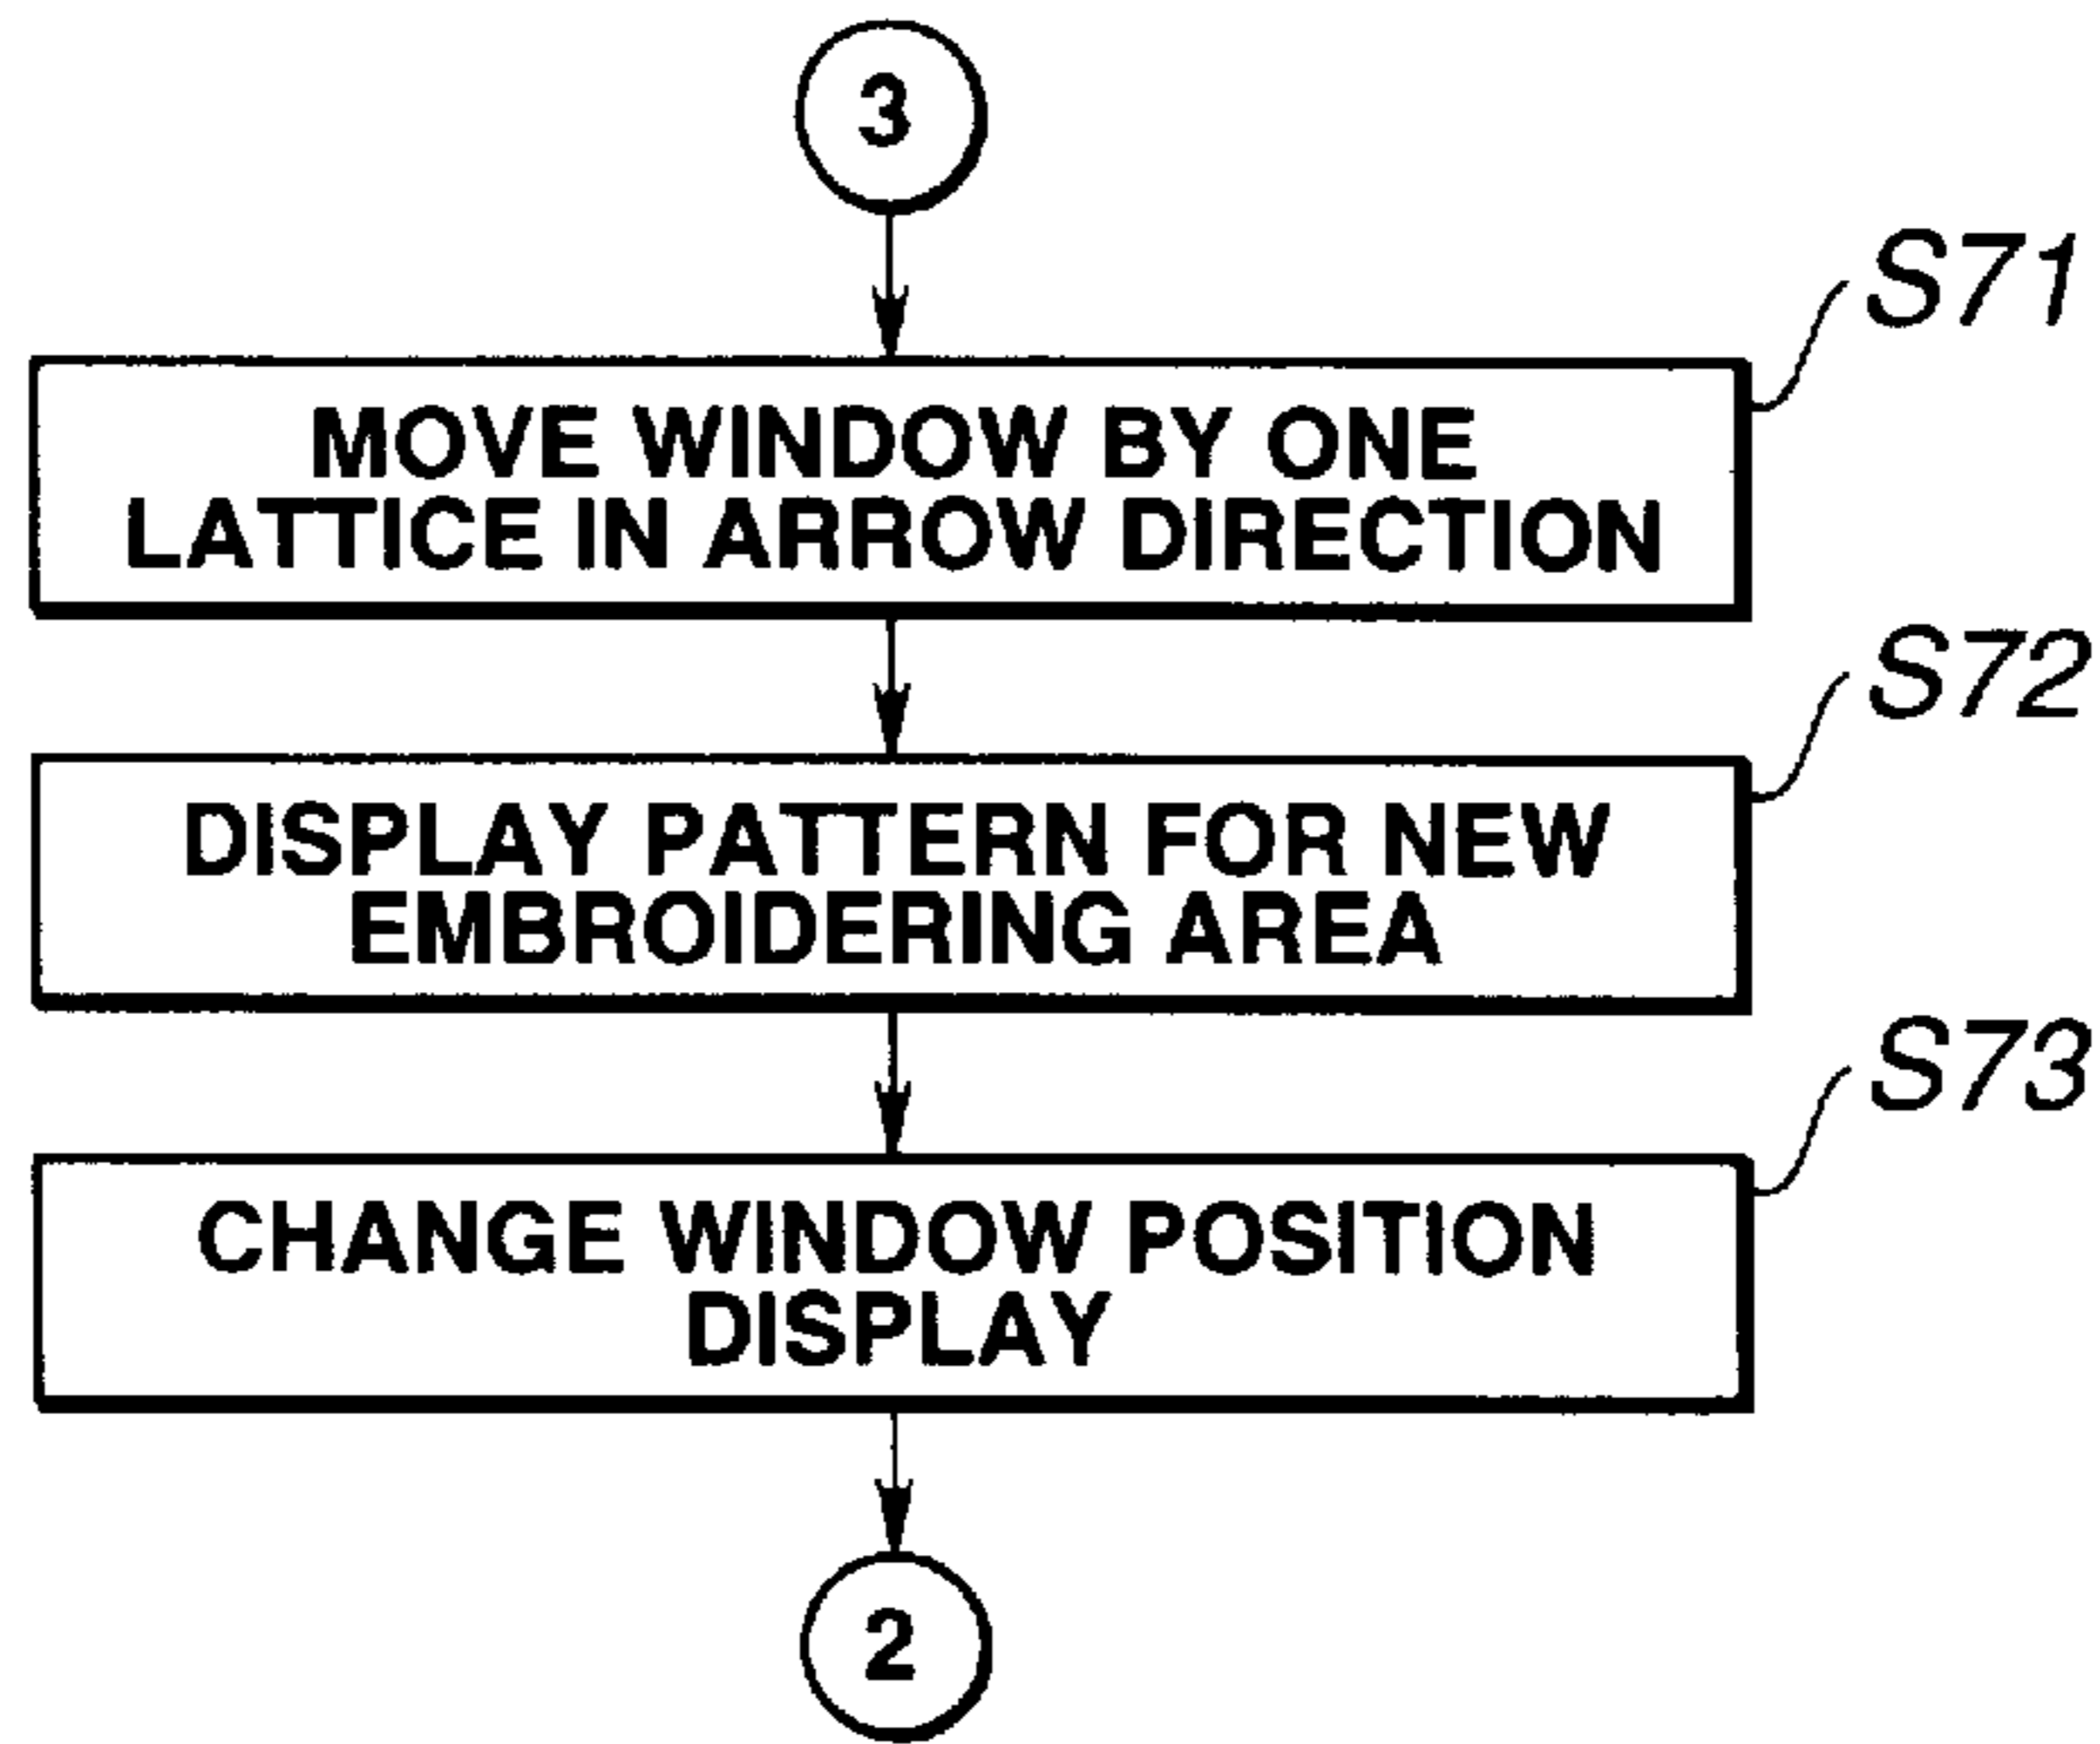 3
S71
MOVE WINDOW BY ONE
LATTICE IN ARROW DIRECTION
S72
DISPLAY PATTERN FOR NEW
EMBROIDERING AREA
S73
CHANGE WINDOW POSITION
DISPLAY
2